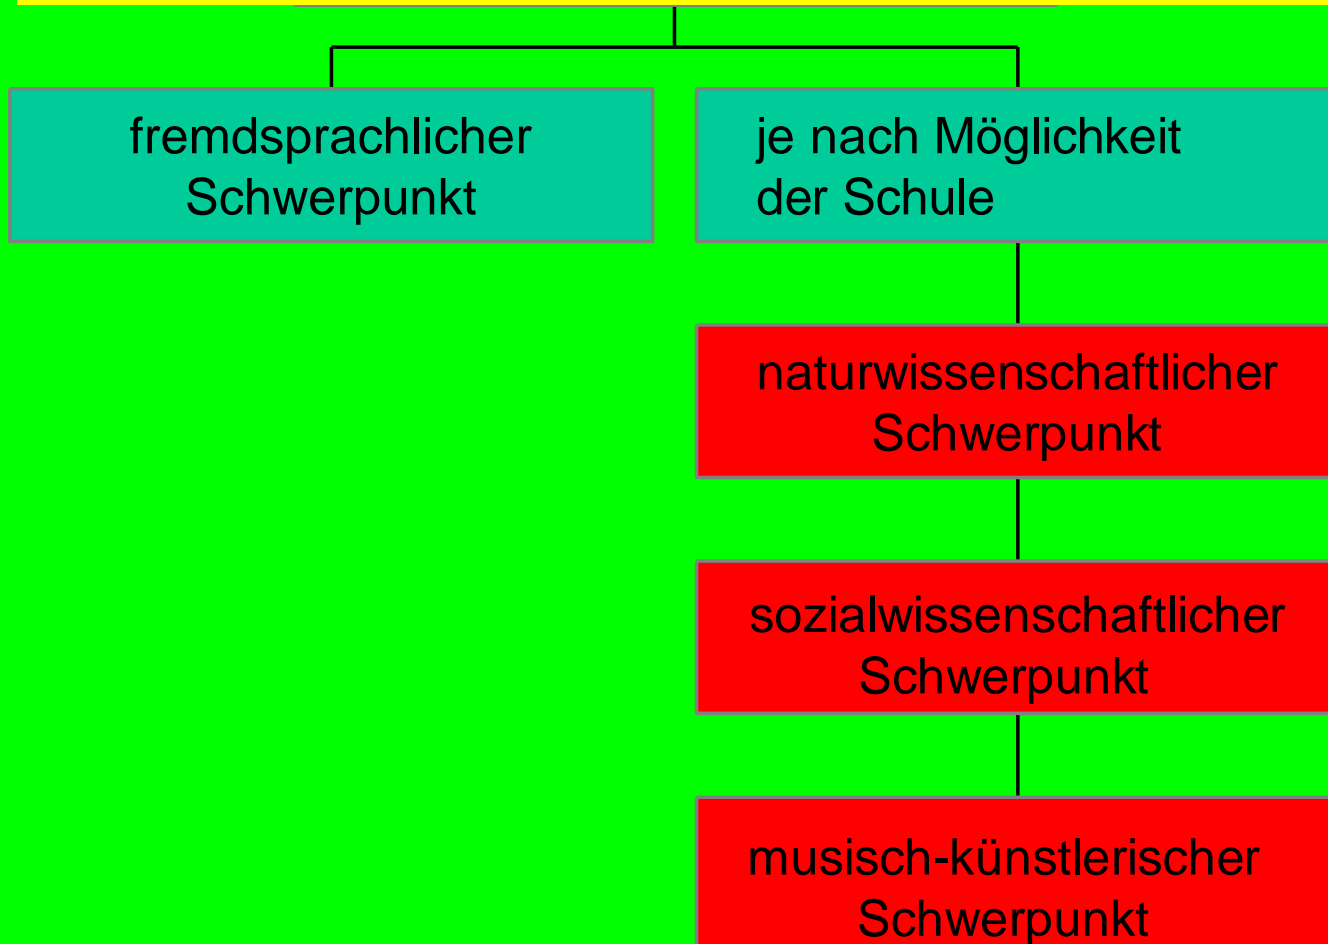 fremdsprachlicher
Schwerpunkt
je nach Möglichkeit
der Schule
naturwissenschaftlicher
Schwerpunkt
sozialwissenschaftlicher
Schwerpunkt
musisch-künstlerischer
Schwerpunkt